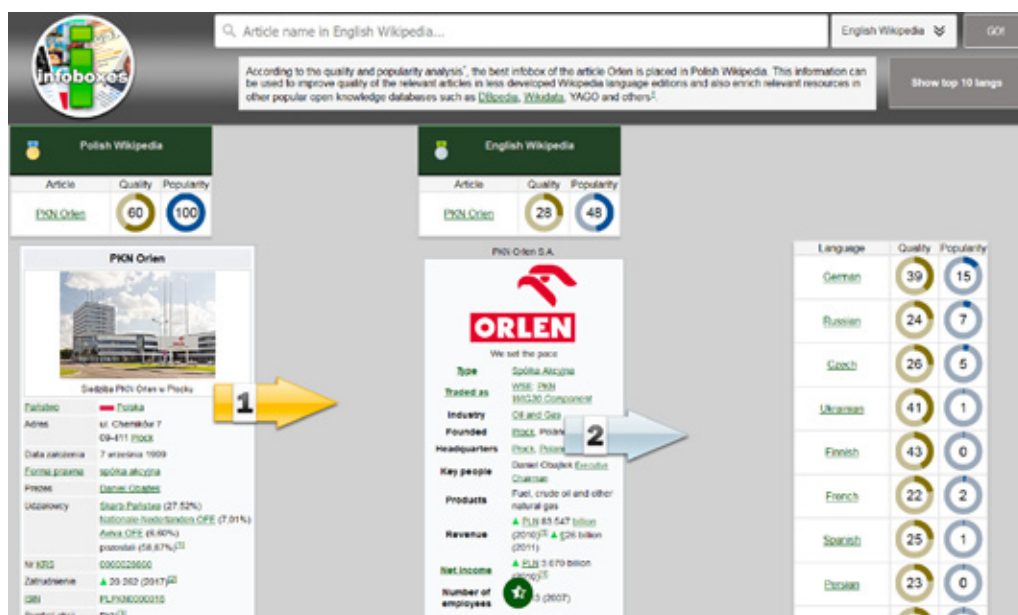 infoboxes
Article name in English Wikipedia...
English Wikipedia
GO!
According to the quality and popularity analysis*, the best infobox of the article Orlen is placed in Polish Wikipedia. This information can
be used to improve quality of the relevant articles in less developed Wikipedia language editions and also enrich relevant resources in
other popular open knowledge databases such as DBpedia, Wikidata, YAGO and others
Show top 10 langs
Polish Wikipedia
Article Quality Popularity
PKN Orlen 60 100
PKN Orlen
ORLEN
Siedziba PKN Orlen w Płocku
Państwo Polska
Adres ul. Chemików 7
09-411 Płock
Data założenia 7 września 1999
Forma prawna spółka akcyjna
Prezes Daniel Obajtek
Udziałowcy Skarb Państwa (27,52%)
Nationale-Nederlanden OFE (7,01%)
Aviva OFE (6,60%)
pozostali (58,87%)
Nr KRS
Zatrudnienie ▲ 20 262 (2017)
ISIN PLPKN0000018
1
English Wikipedia
Article Quality Popularity
PKN Orlen 28 48
PKN Orlen S.A.
ORLEN
We set the pace
Type Spółka Akcyjna
Traded as WSE: PKN
WIG30 Component
Industry Oil and Gas
Founded Płock, Poland
Headquarters Płock, Poland
Key people Daniel Obajtek Executive
Chairman
Products Fuel, crude oil and other
natural gas
Revenue ▲ PLN 83.547 billion
(2010) ▲ $26 billion
(2011)
Net income ▲ PLN 3.070 billion
(2010)
Number of
employees (2007)
2
Language Quality Popularity
German 39 15
Russian 24 7
Czech 26 5
Ukrainian 41 1
Finnish 43 0
French 22 2
Spanish 25 1
Persian 23 0